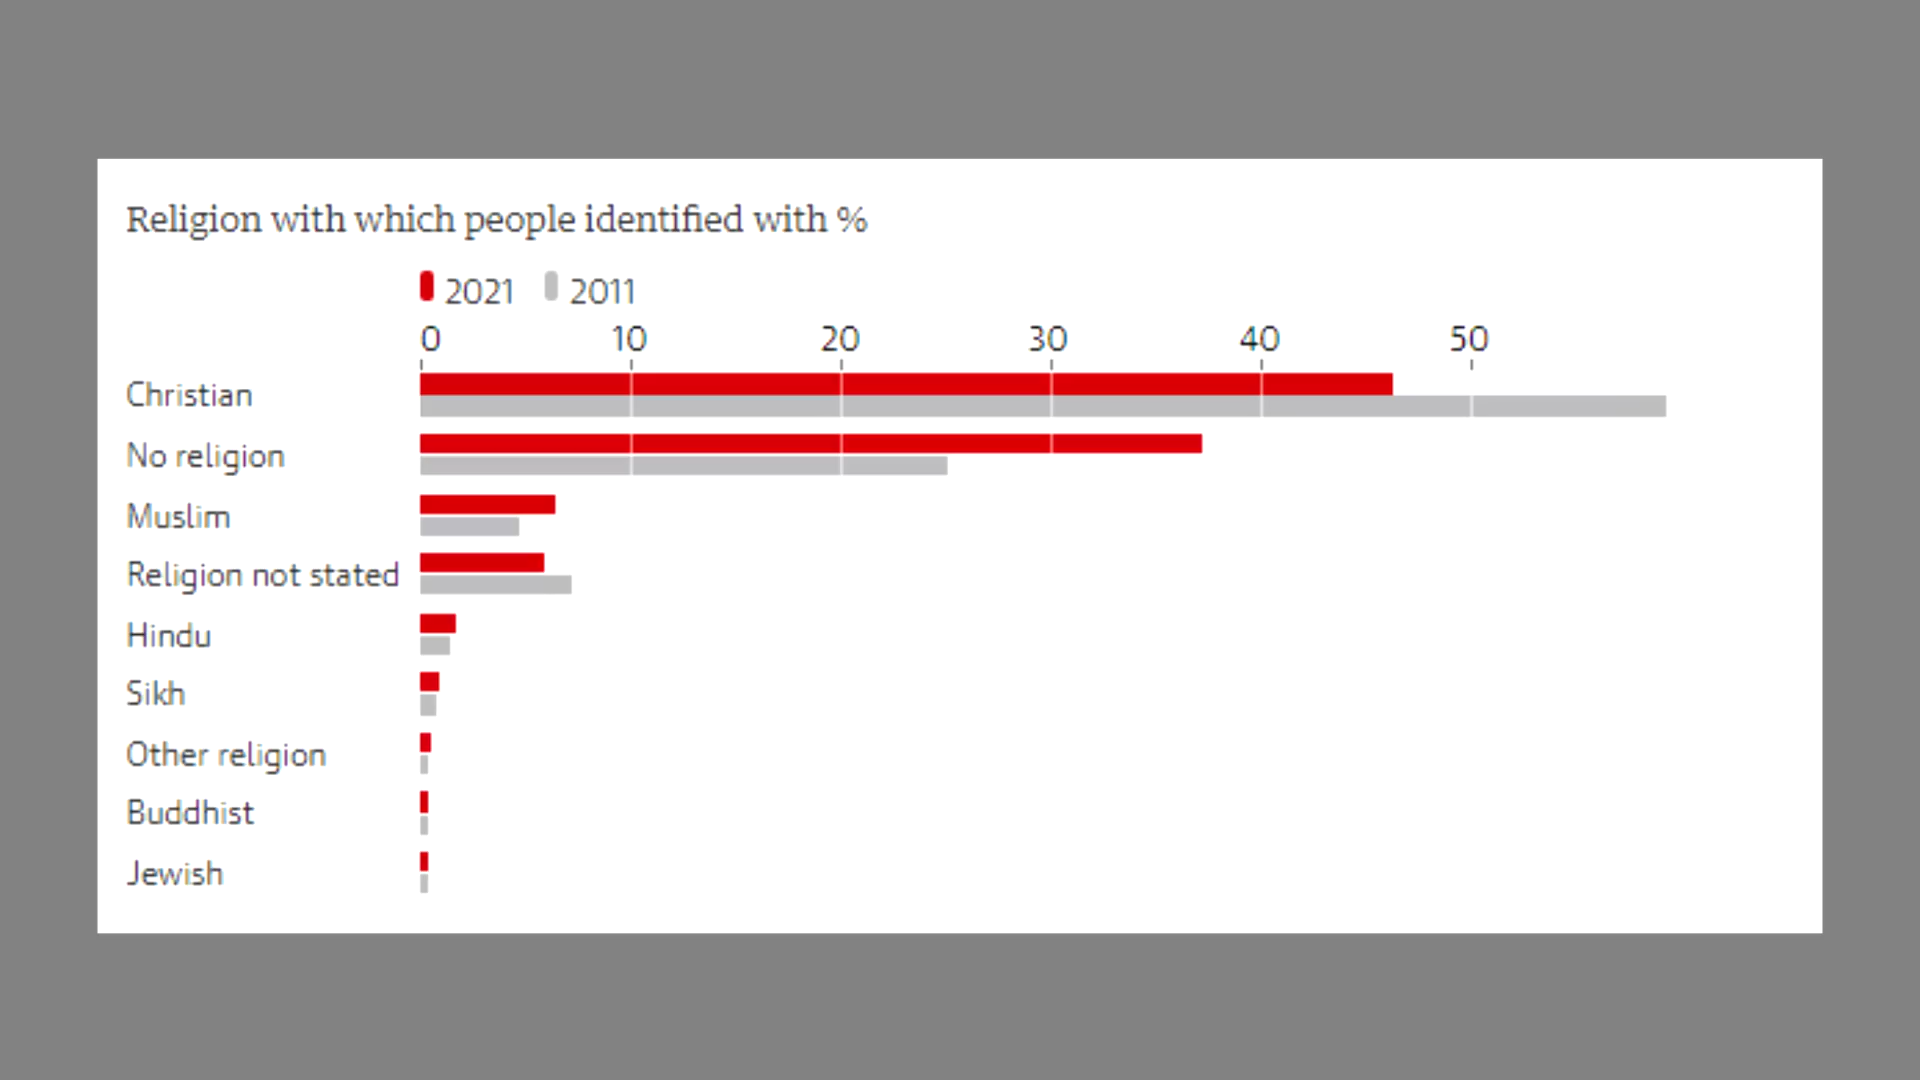 Religion with which people identified with %
2021 2011
0 10 20 30 40 50
Christian
No religion
Muslim
Religion not stated
Hindu
Sikh
Other religion
Buddhist
Jewish